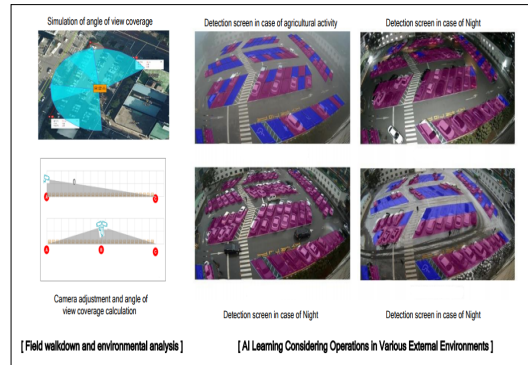 Simulation of angle of view coverage
Detection screen in case of agricultural activity
Detection screen in case of Night
A
C
A
B
C
Camera adjustment and angle of
view coverage calculation
Detection screen in case of Night
Detection screen in case of Night
[ Field walkdown and environmental analysis ]
[ AI Learning Considering Operations in Various External Environments ]